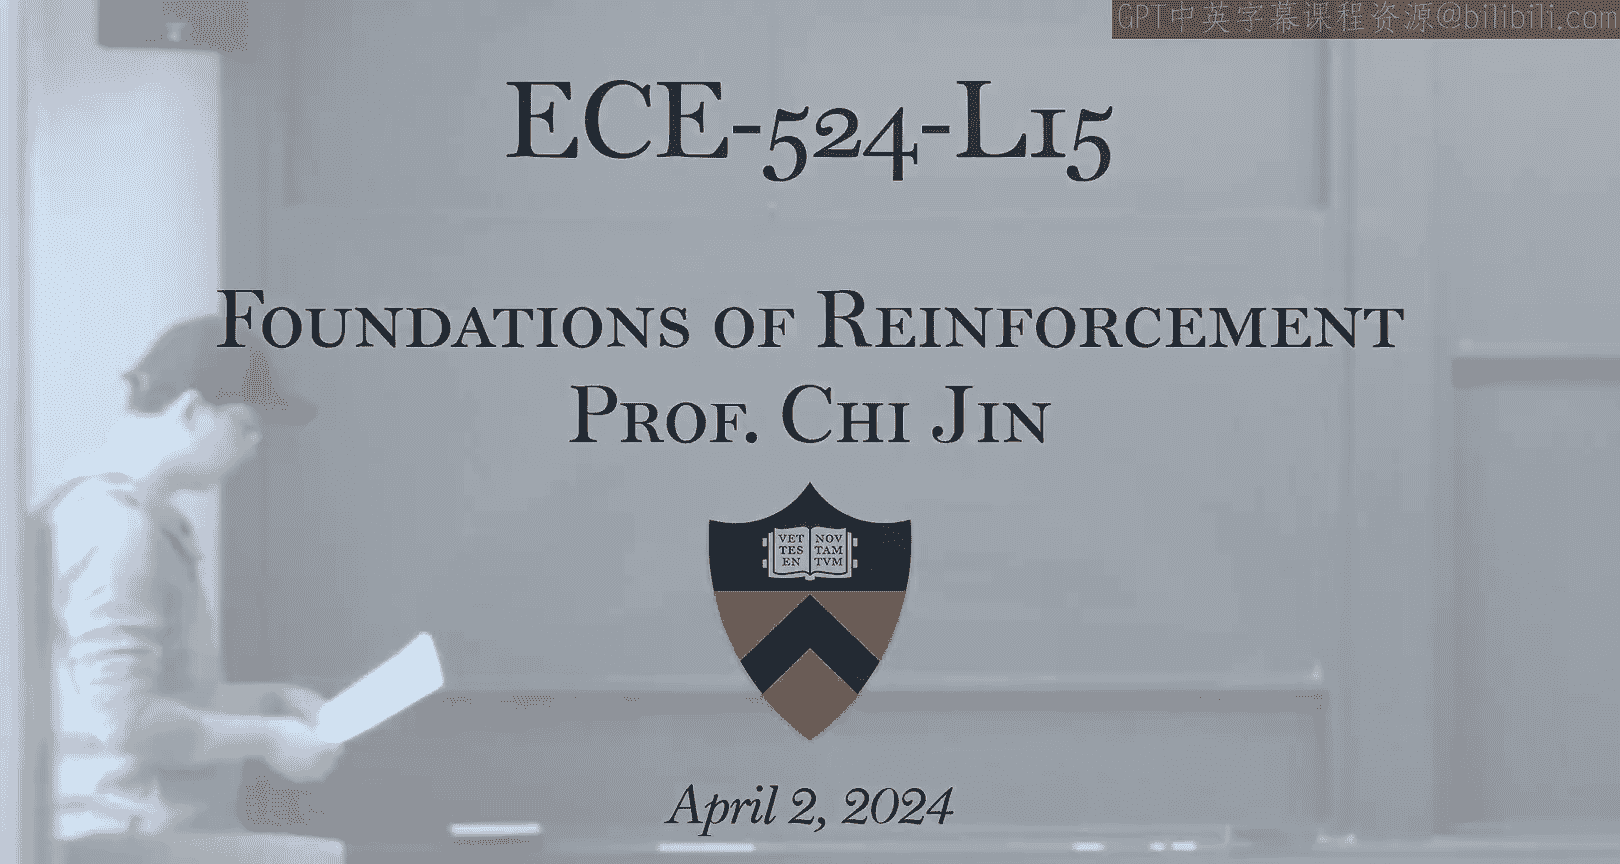 GPT中英字幕课程资源@bilibili.com
ECE-524-L15
Foundations of Reinforcement
Prof. Chi Jin
VET NOV
TES TAM
EN TVM
April 2, 2024